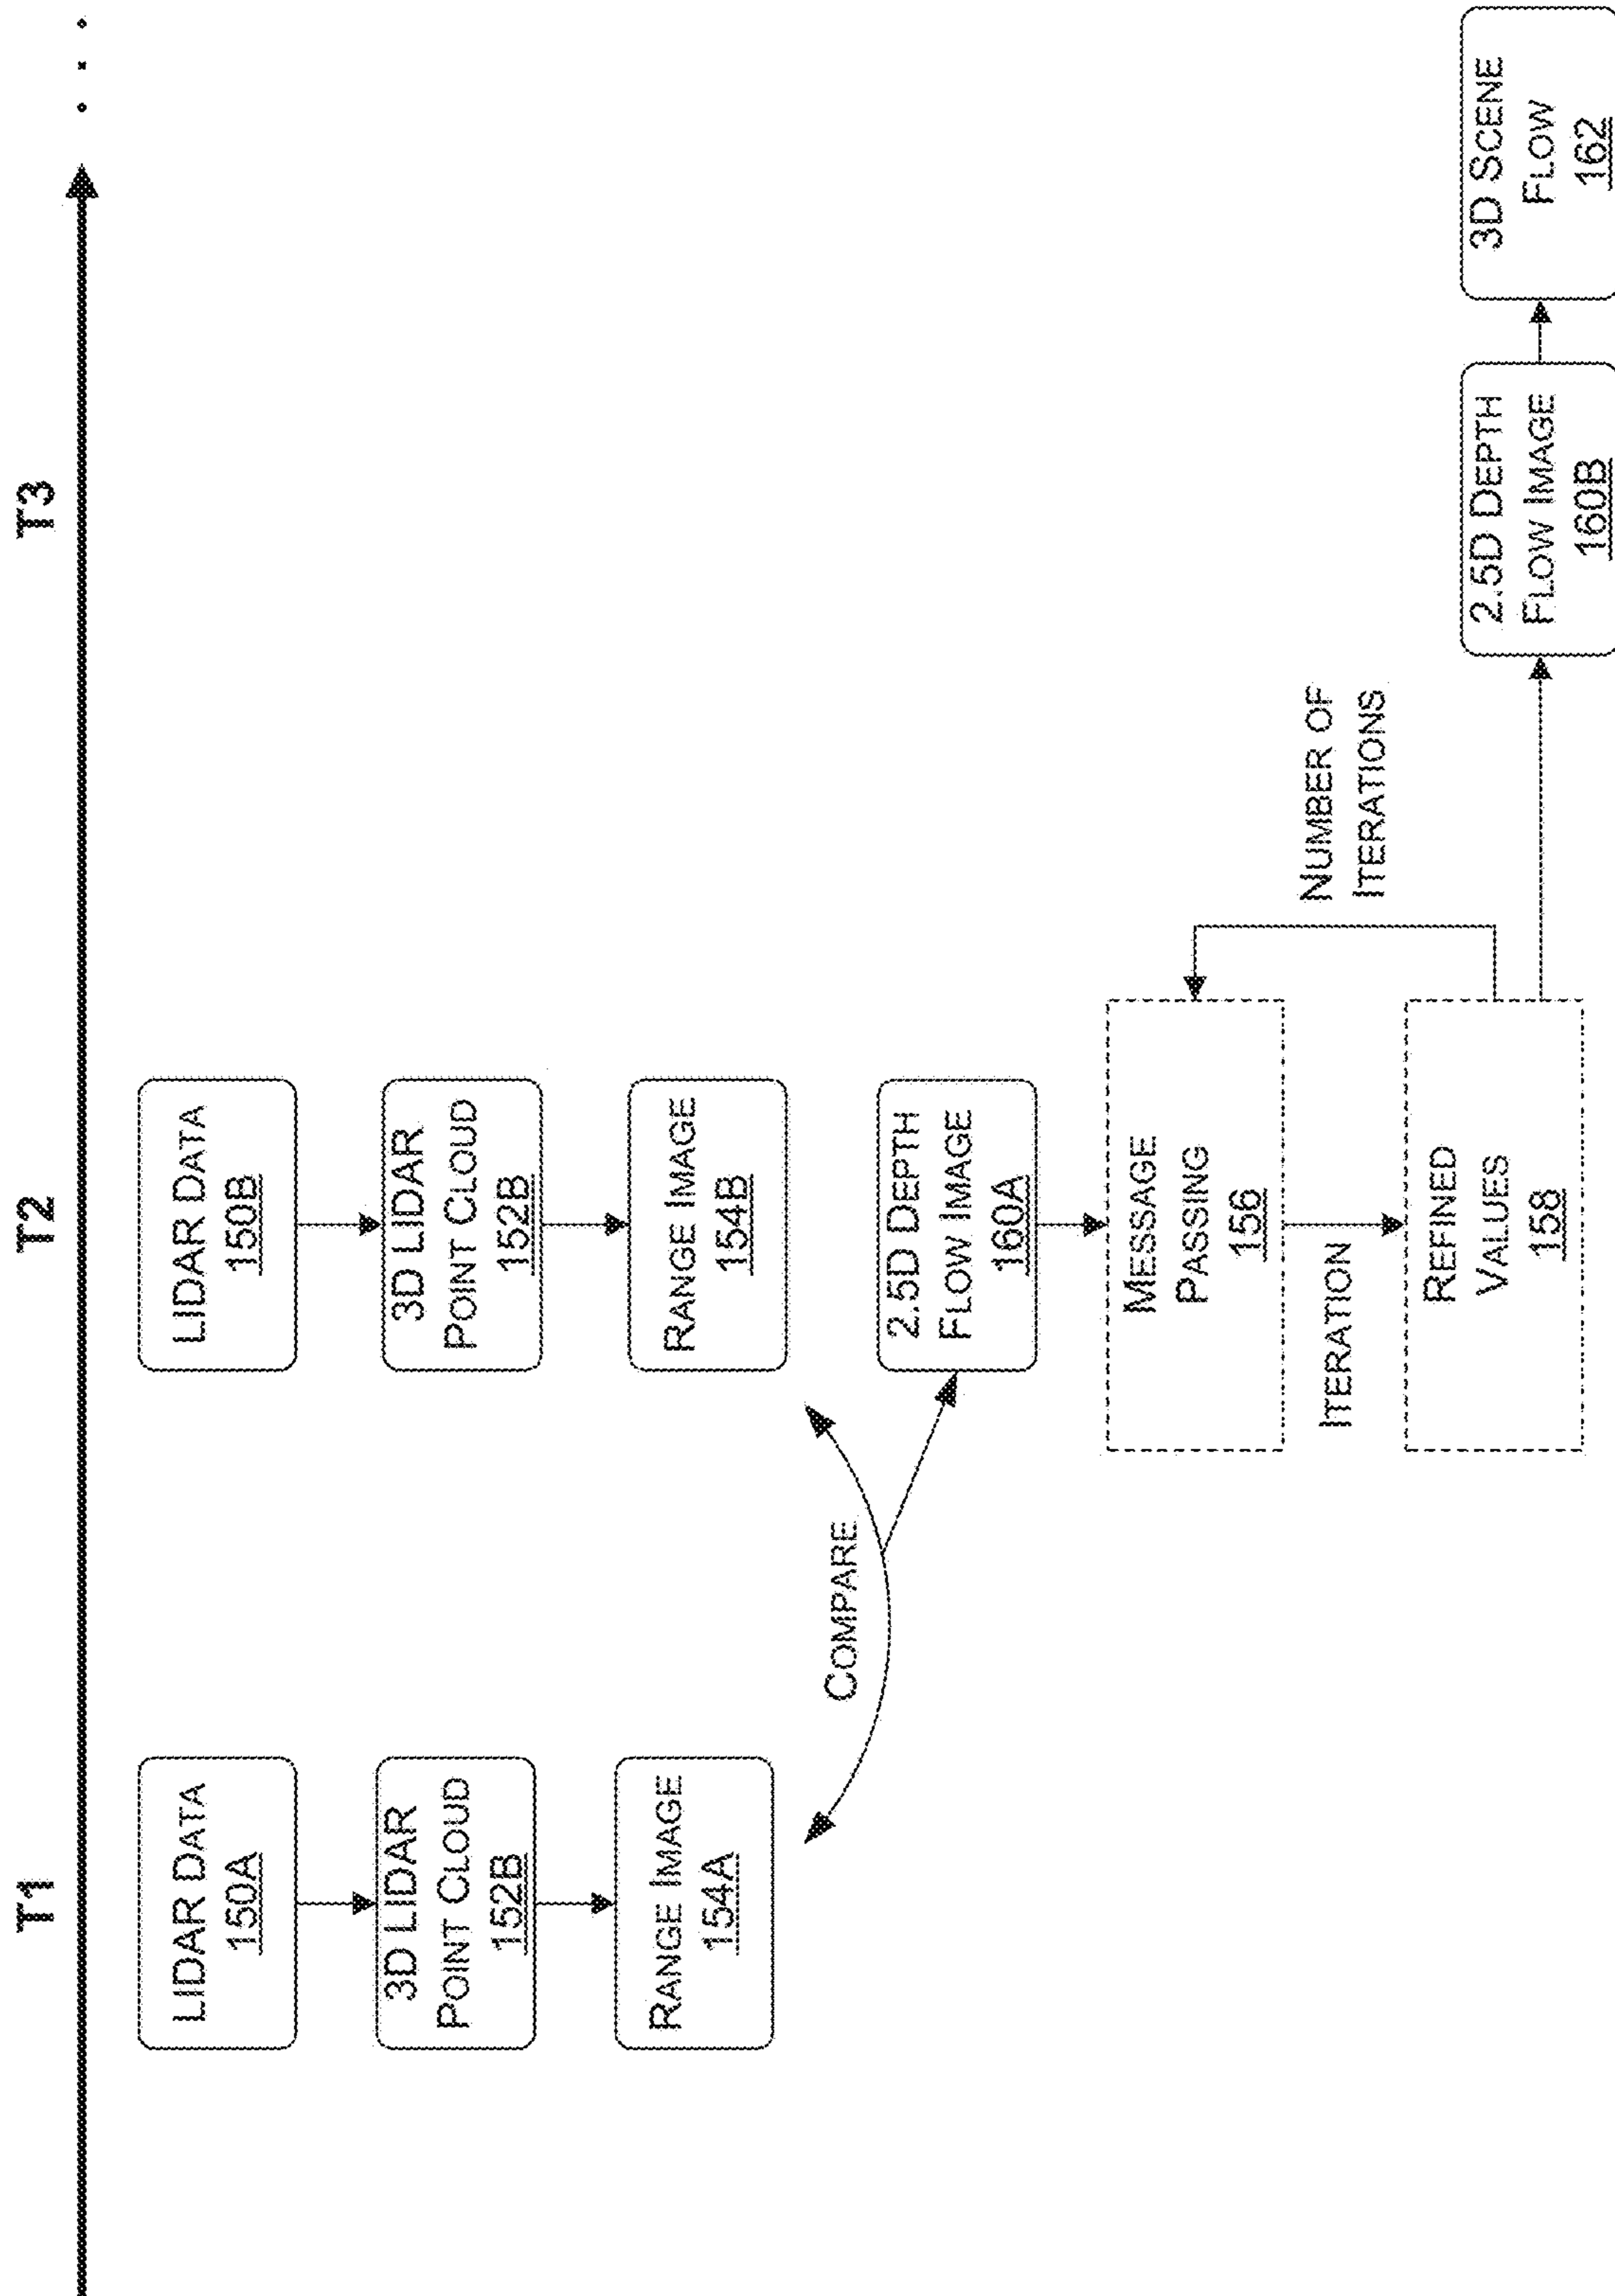 T1
T2
T3
LIDAR DATA
150A
3D LIDAR
POINT CLOUD
152B
RANGE IMAGE
154A
COMPARE
LIDAR DATA
150B
3D LIDAR
POINT CLOUD
152B
RANGE IMAGE
154B
2.5D DEPTH
FLOW IMAGE
160A
MESSAGE
PASSING
156
ITERATION
REFINED
VALUES
158
NUMBER OF
ITERATIONS
2.5D DEPTH
FLOW IMAGE
160B
3D SCENE
FLOW
162